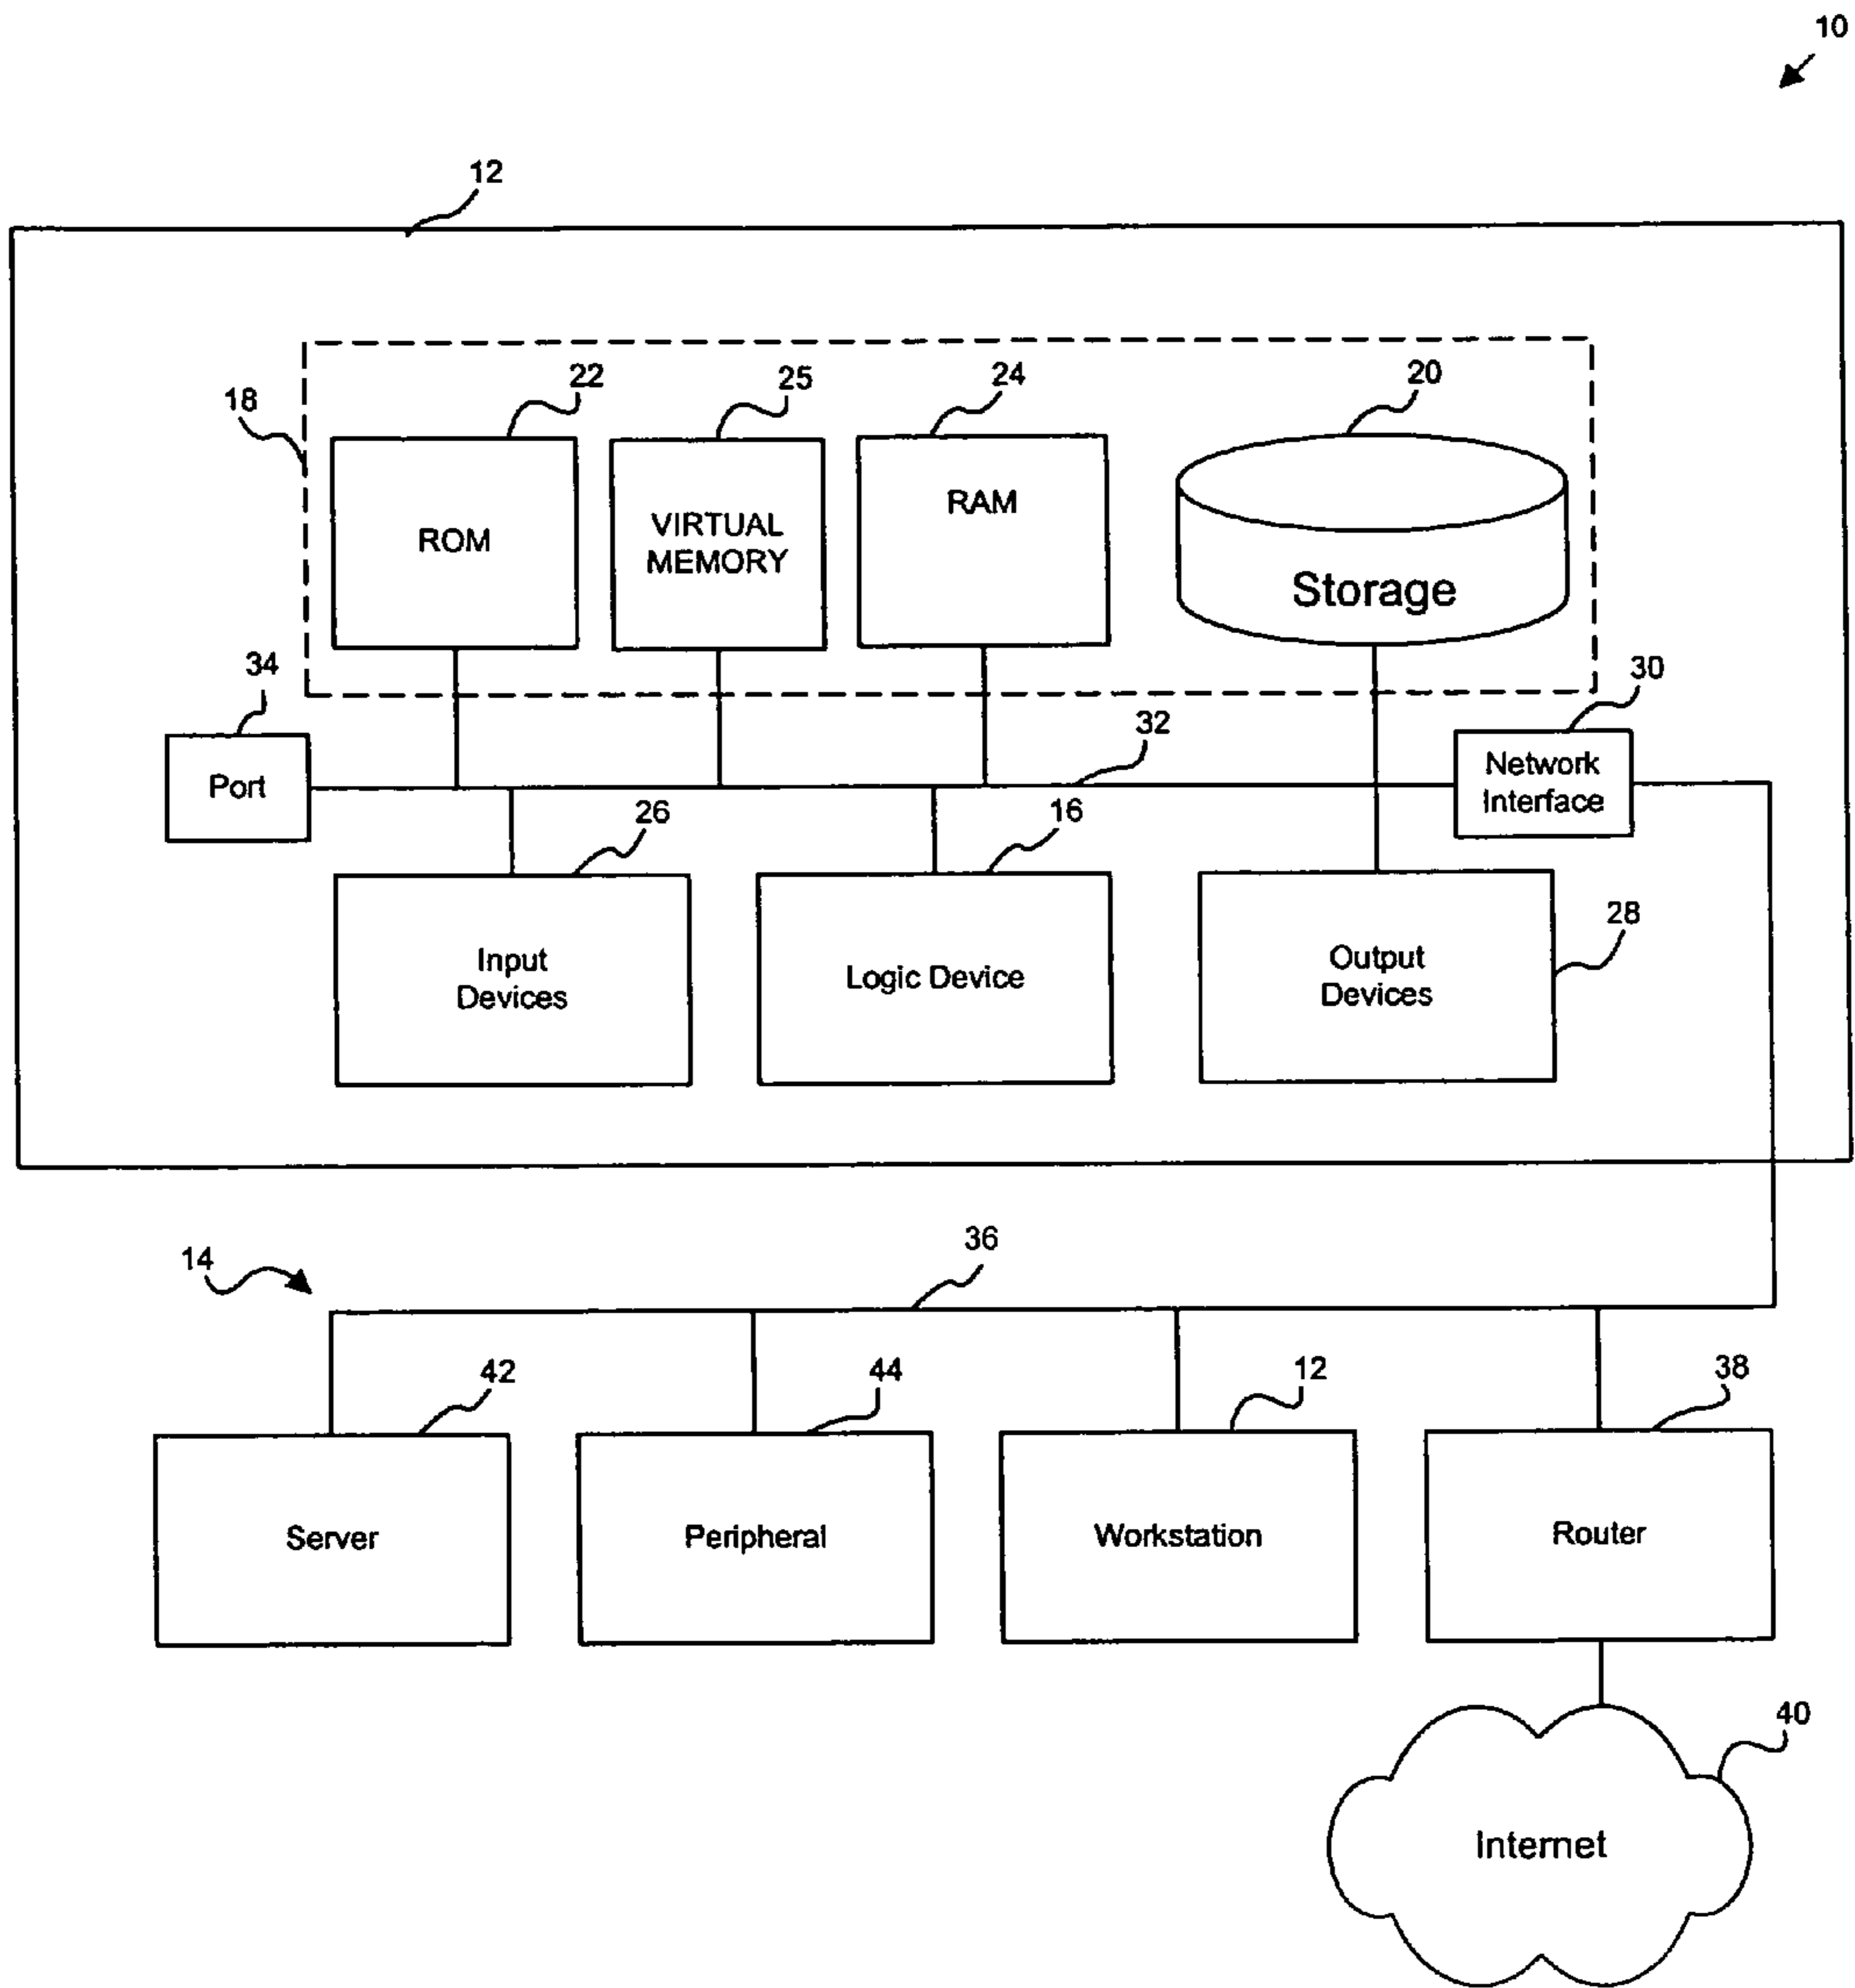 10
12
22
25
24
20
18
ROM
VIRTUAL
MEMORY
RAM
Storage
34
30
32
Port
Network
Interface
26
16
28
Input
Devices
Logic Device
Output
Devices
14
36
42
44
12
38
Server
Peripheral
Workstation
Router
40
Internet